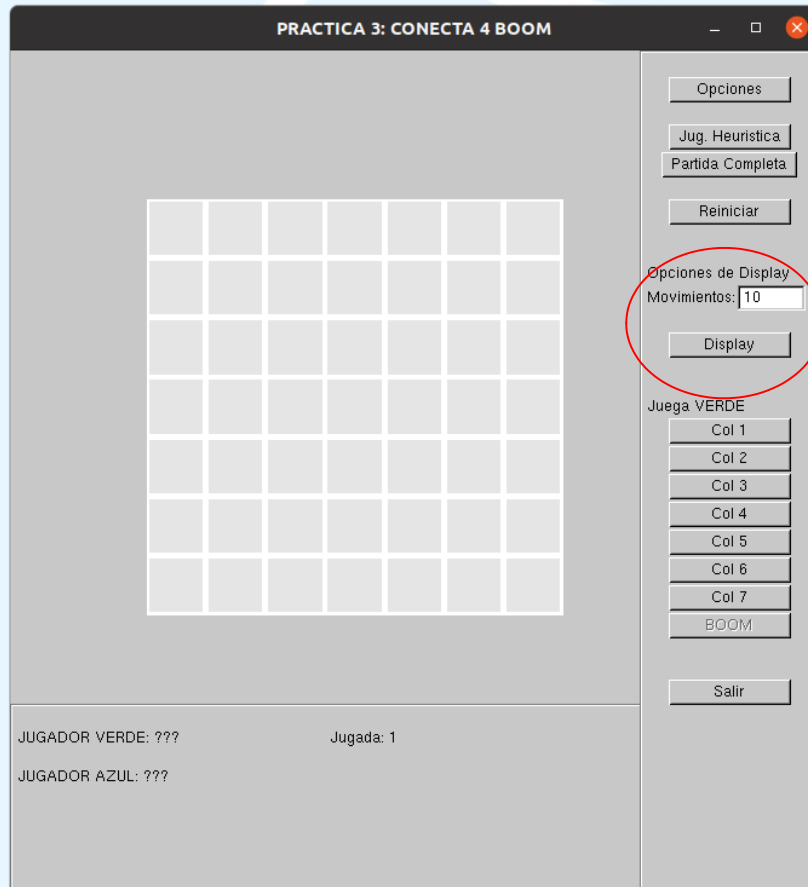 PRACTICA 3: CONECTA 4 BOOM
Opciones
Jug. Heuristica
Partida Completa
Reiniciar
Opciones de Display
Movimientos: 10
Display
Juega VERDE
Col 1
Col 2
Col 3
Col 4
Col 5
Col 6
Col 7
BOOM
Salir
JUGADOR VERDE: ??? Jugada: 1
JUGADOR AZUL: ???